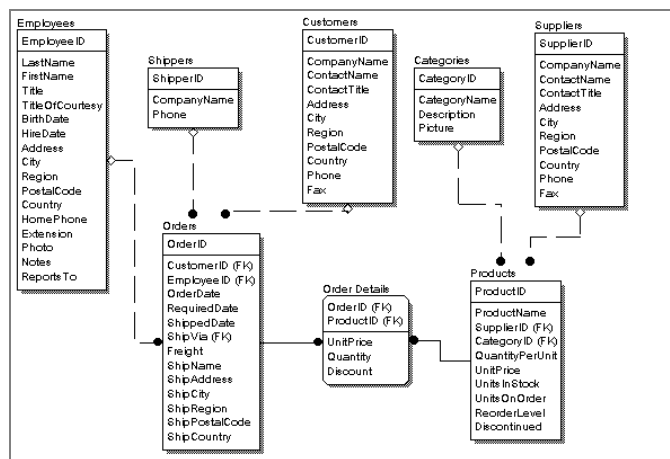 Employees
EmployeeID
LastName
FirstName
Title
TitleOfCourtesy
BirthDate
HireDate
Address
City
Region
PostalCode
Country
HomePhone
Extension
Photo
Notes
ReportsTo
Shippers
ShipperID
CompanyName
Phone
Customers
CustomerID
CompanyName
ContactName
ContactTitle
Address
City
Region
PostalCode
Country
Phone
Fax
Categories
CategoryID
CategoryName
Description
Picture
Suppliers
SupplierID
CompanyName
ContactName
ContactTitle
Address
City
Region
PostalCode
Country
Phone
Fax
Orders
OrderID
CustomerID (FK)
EmployeeID (FK)
OrderDate
RequiredDate
ShippedDate
ShipVia (FK)
Freight
ShipName
ShipAddress
ShipCity
ShipRegion
ShipPostalCode
ShipCountry
Order Details
OrderID (FK)
ProductID (FK)
UnitPrice
Quantity
Discount
Products
ProductID
ProductName
SupplierID (FK)
CategoryID (FK)
QuantityPerUnit
UnitPrice
UnitsInStock
UnitsOnOrder
ReorderLevel
Discontinued